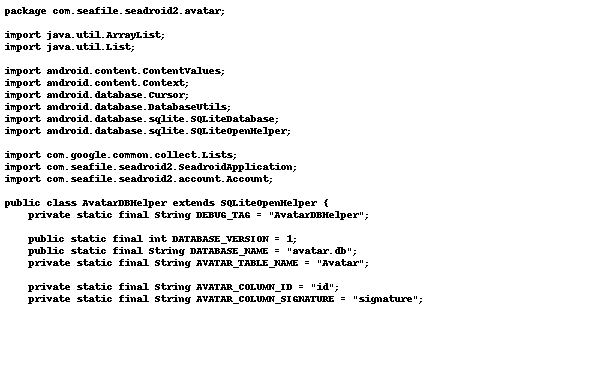 package com.seafile.seadroid2.avatar;
import java.util.ArrayList;
import java.util.List;
import android.content.ContentValues;
import android.content.Context;
import android.database.Cursor;
import android.database.DatabaseUtils;
import android.database.sqlite.SQLiteDatabase;
import android.database.sqlite.SQLiteOpenHelper;
import com.google.common.collect.Lists;
import com.seafile.seadroid2.SeadroidApplication;
import com.seafile.seadroid2.account.Account;
public class AvatarDBHelper extends SQLiteOpenHelper {
    private static final String DEBUG_TAG = "AvatarDBHelper";
    public static final int DATABASE_VERSION = 1;
    public static final String DATABASE_NAME = "avatar.db";
    private static final String AVATAR_TABLE_NAME = "Avatar";
    private static final String AVATAR_COLUMN_ID = "id";
    private static final String AVATAR_COLUMN_SIGNATURE = "signature";